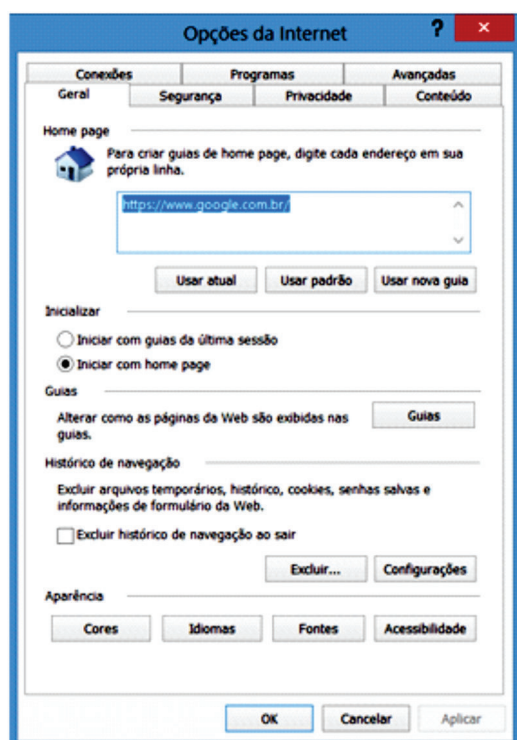 Opções da Internet
?
×
Conexões Programas Avançadas
Geral Segurança Privacidade Conteúdo
Home page
Para criar guias de home page, digite cada endereço em sua
própria linha.
https://www.google.com.br/
Usar atual Usar padrão Usar nova guia
Inicializar
Iniciar com guias da última sessão
Iniciar com home page
Guias
Alterar como as páginas da Web são exibidas nas
guias.
Guias
Histórico de navegação
Excluir arquivos temporários, histórico, cookies, senhas salvas e
informações de formulário da Web.
Excluir histórico de navegação ao sair
Excluir... Configurações
Aparência
Cores Idiomas Fontes Acessibilidade
OK Cancelar Aplicar